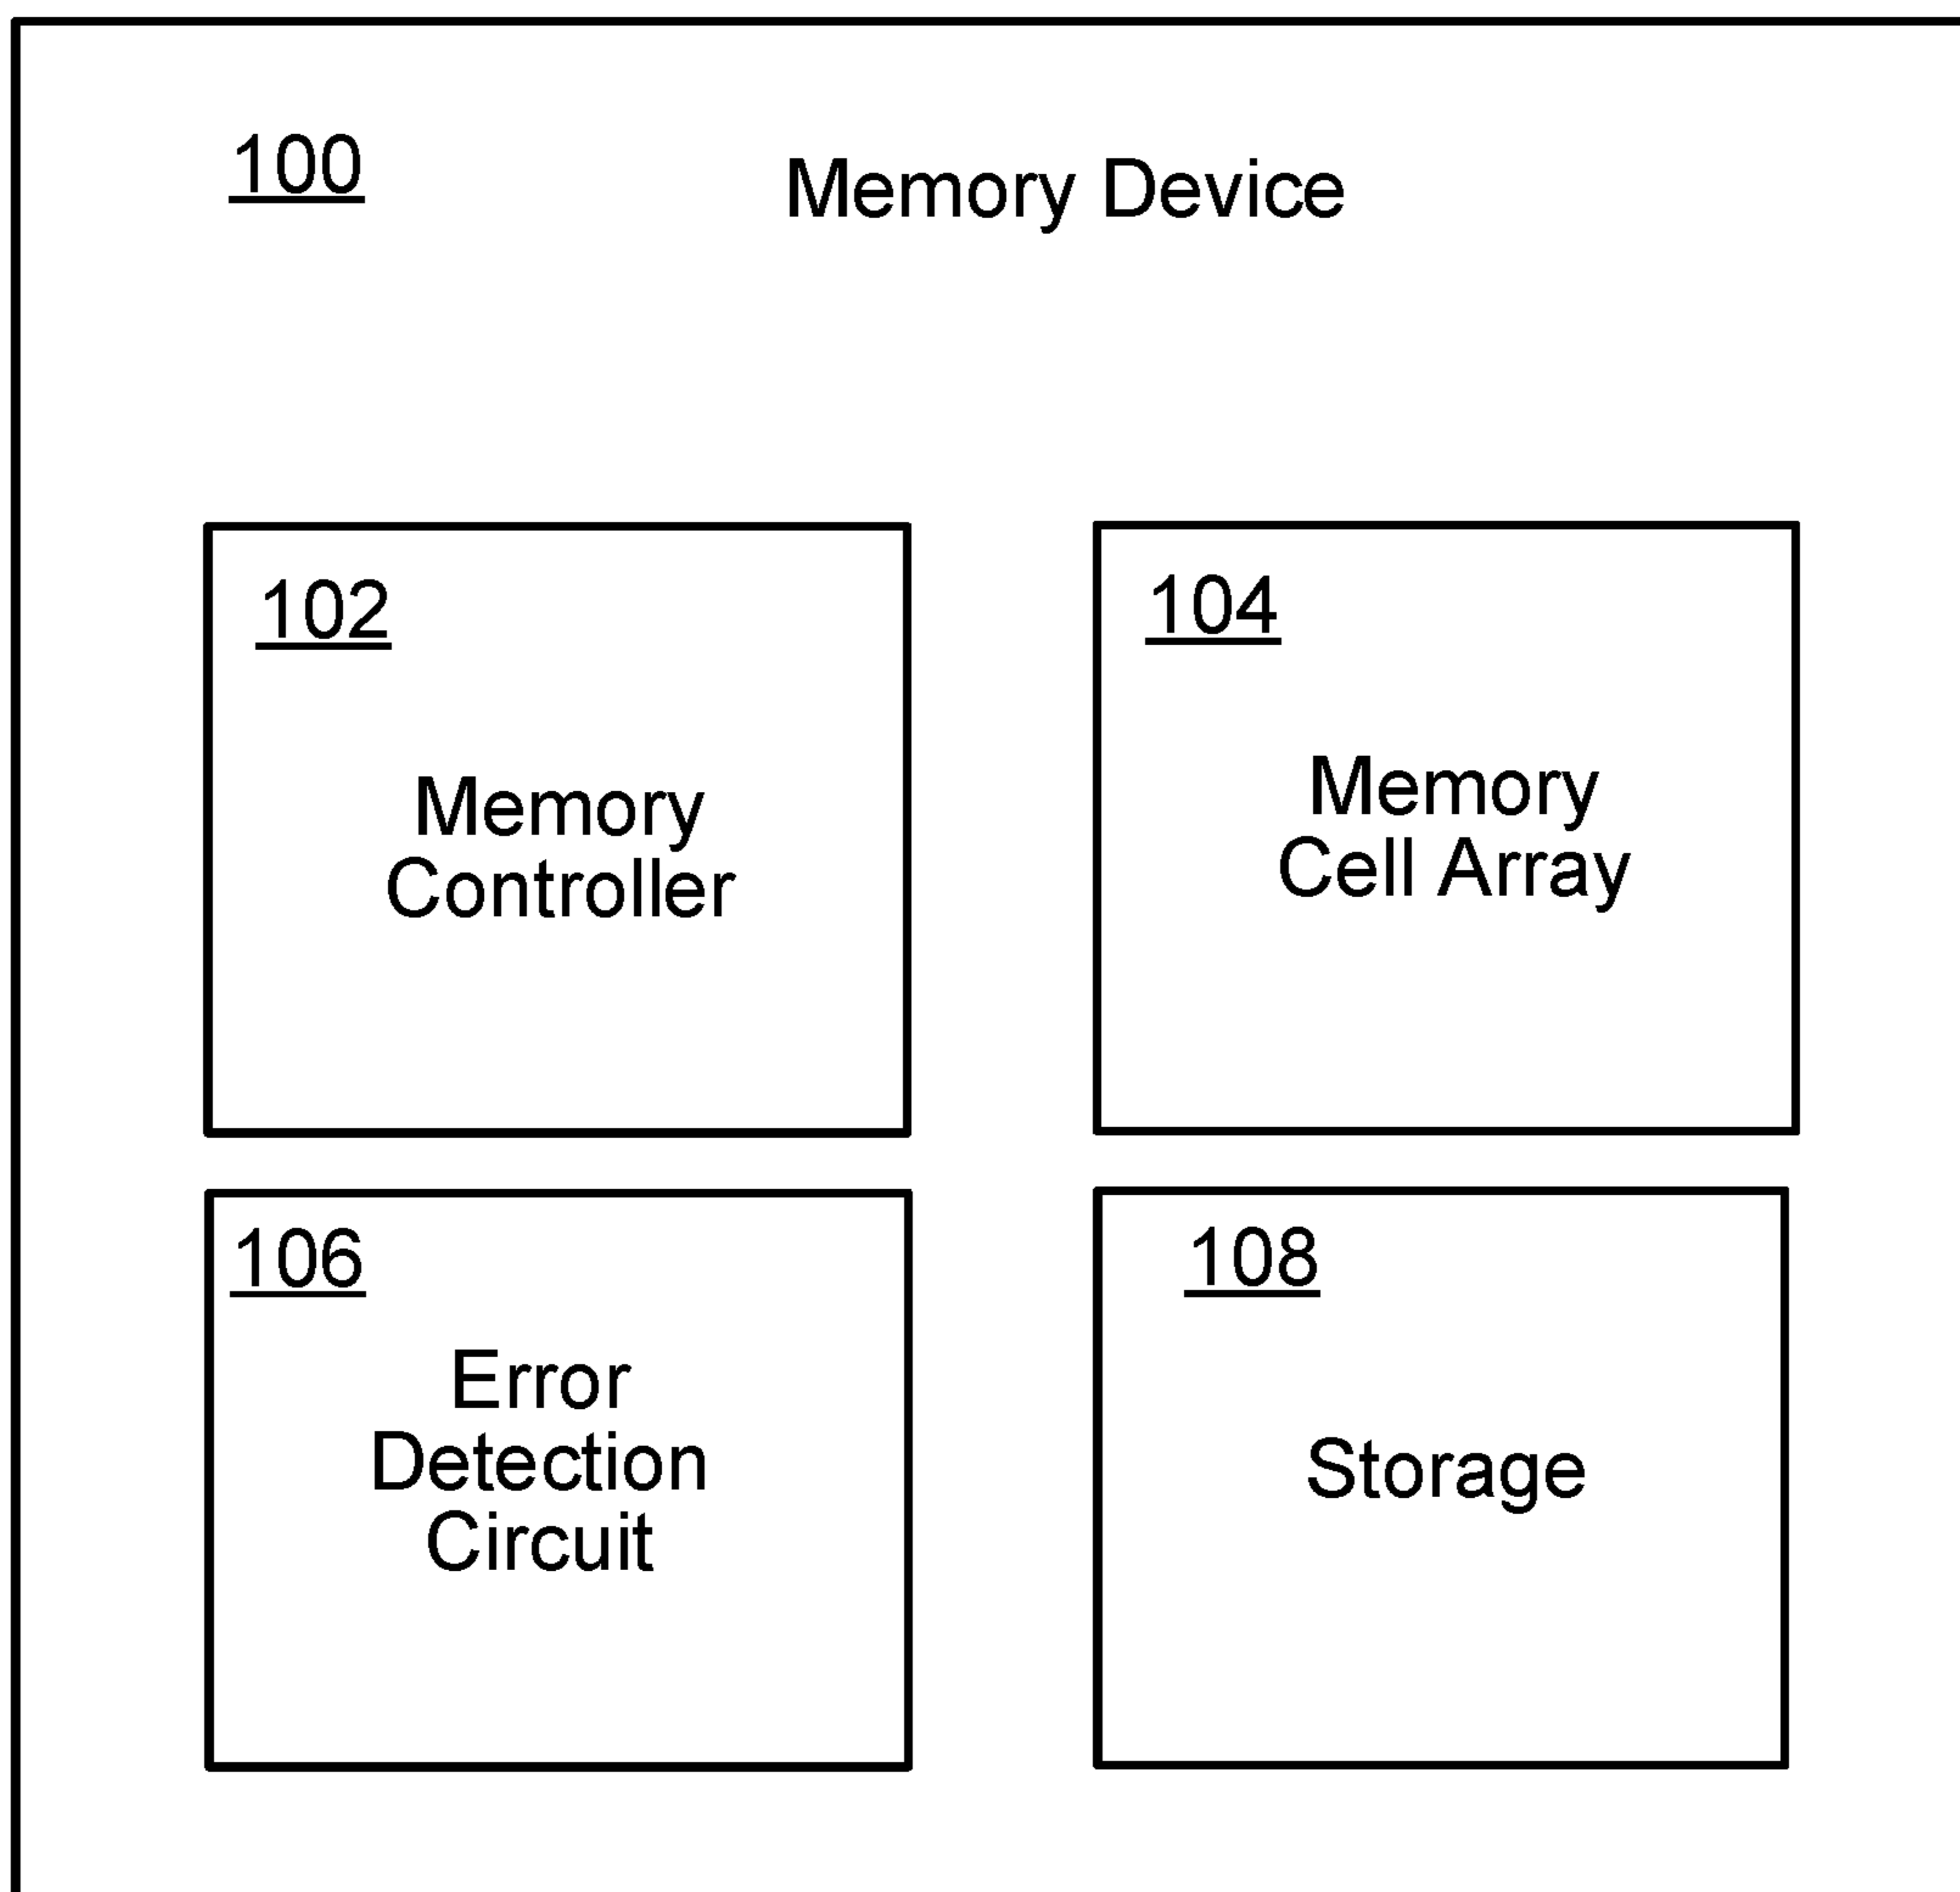 100
Memory Device
102
Memory
Controller
104
Memory
Cell Array
106
Error
Detection
Circuit
108
Storage